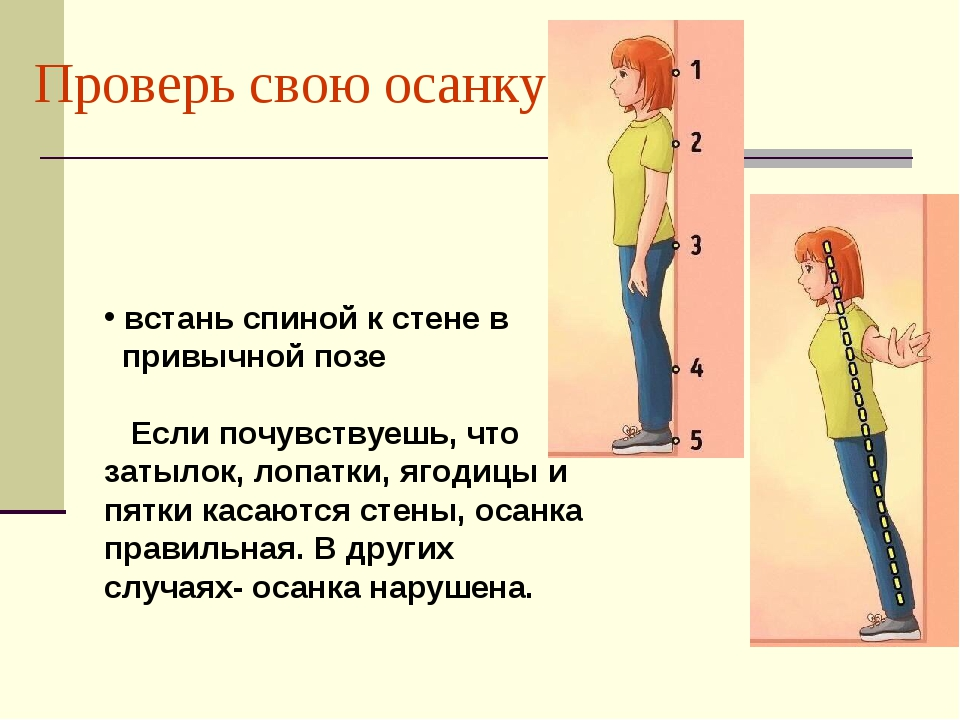 Проверь свою осанку
1
2
3
4
5
• встань спиной к стене в
привычной позе
Если почувствуешь, что
затылок, лопатки, ягодицы и
пятки касаются стены, осанка
правильная. В других
случаях- осанка нарушена.